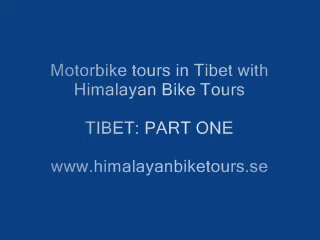 Motorbike tours in Tibet with
Himalayan Bike Tours
TIBET: PART ONE
www.himalayanbiketours.se